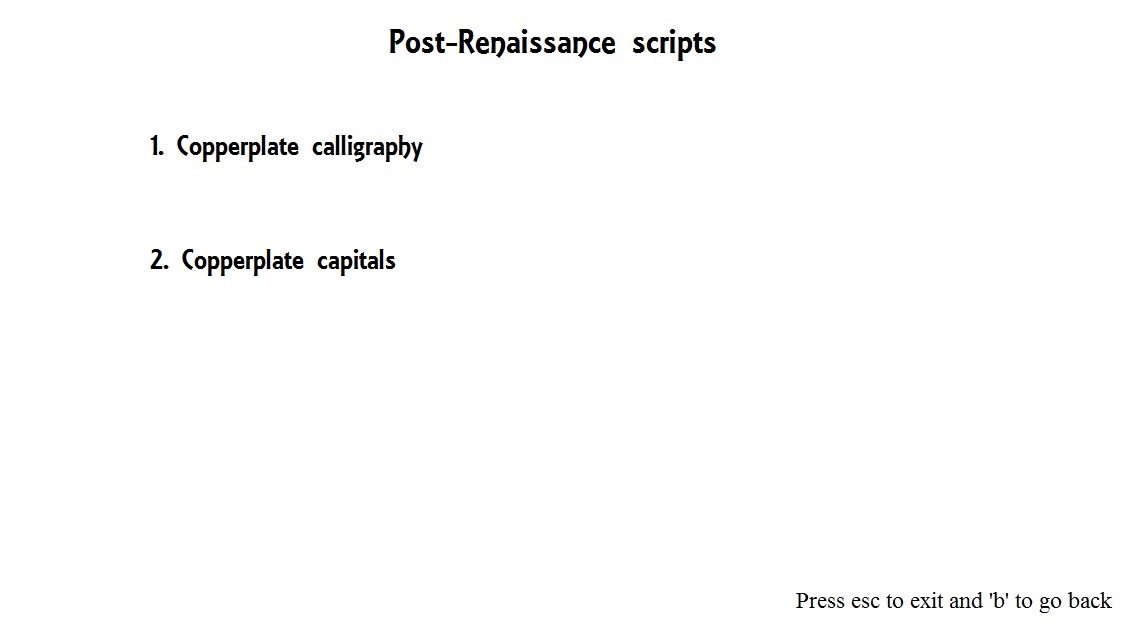 Post-Renaissance scripts
1. Copperplate calligraphy
2. Copperplate capitals
Press esc to exit and 'b' to go back